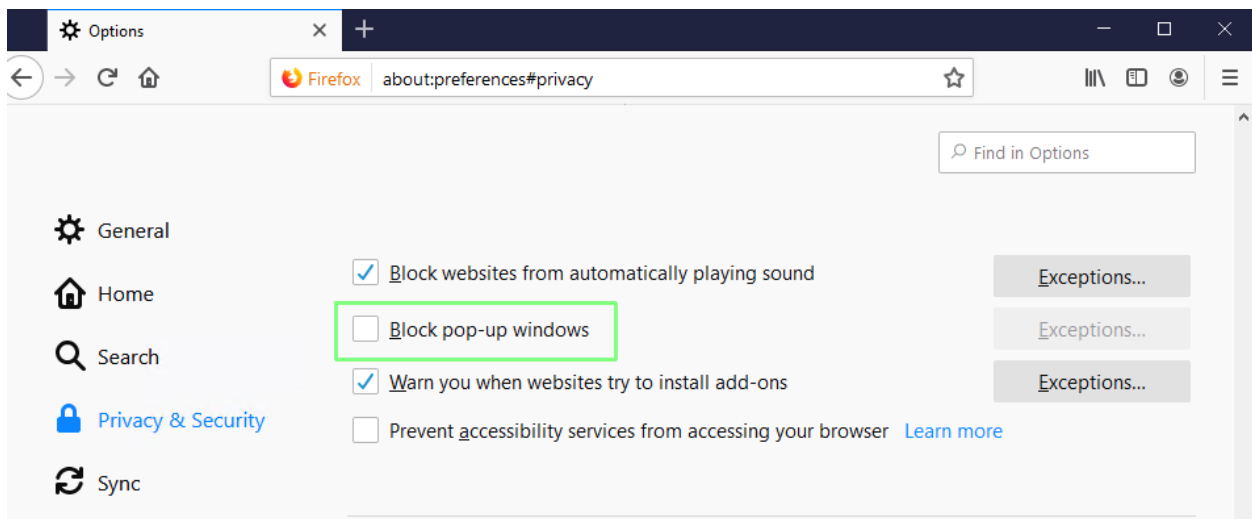 Options
Firefox about:preferences#privacy
Find in Options
General
Home
Search
Privacy & Security
Sync
Block websites from automatically playing sound Exceptions...
Block pop-up windows Exceptions...
Warn you when websites try to install add-ons Exceptions...
Prevent accessibility services from accessing your browser Learn more